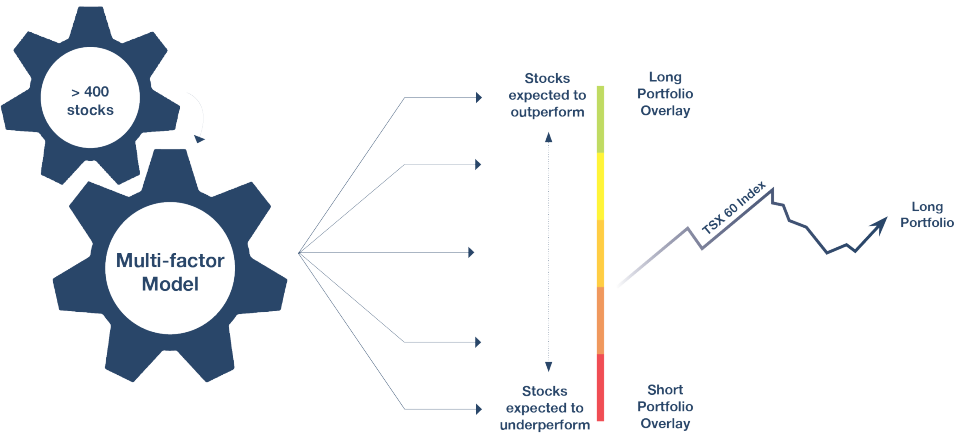 > 400
stocks
Multi-factor
Model
Stocks
expected to
outperform
Long
Portfolio
Overlay
TSX 60 Index
Long
Portfolio
Stocks
expected to
underperform
Short
Portfolio
Overlay